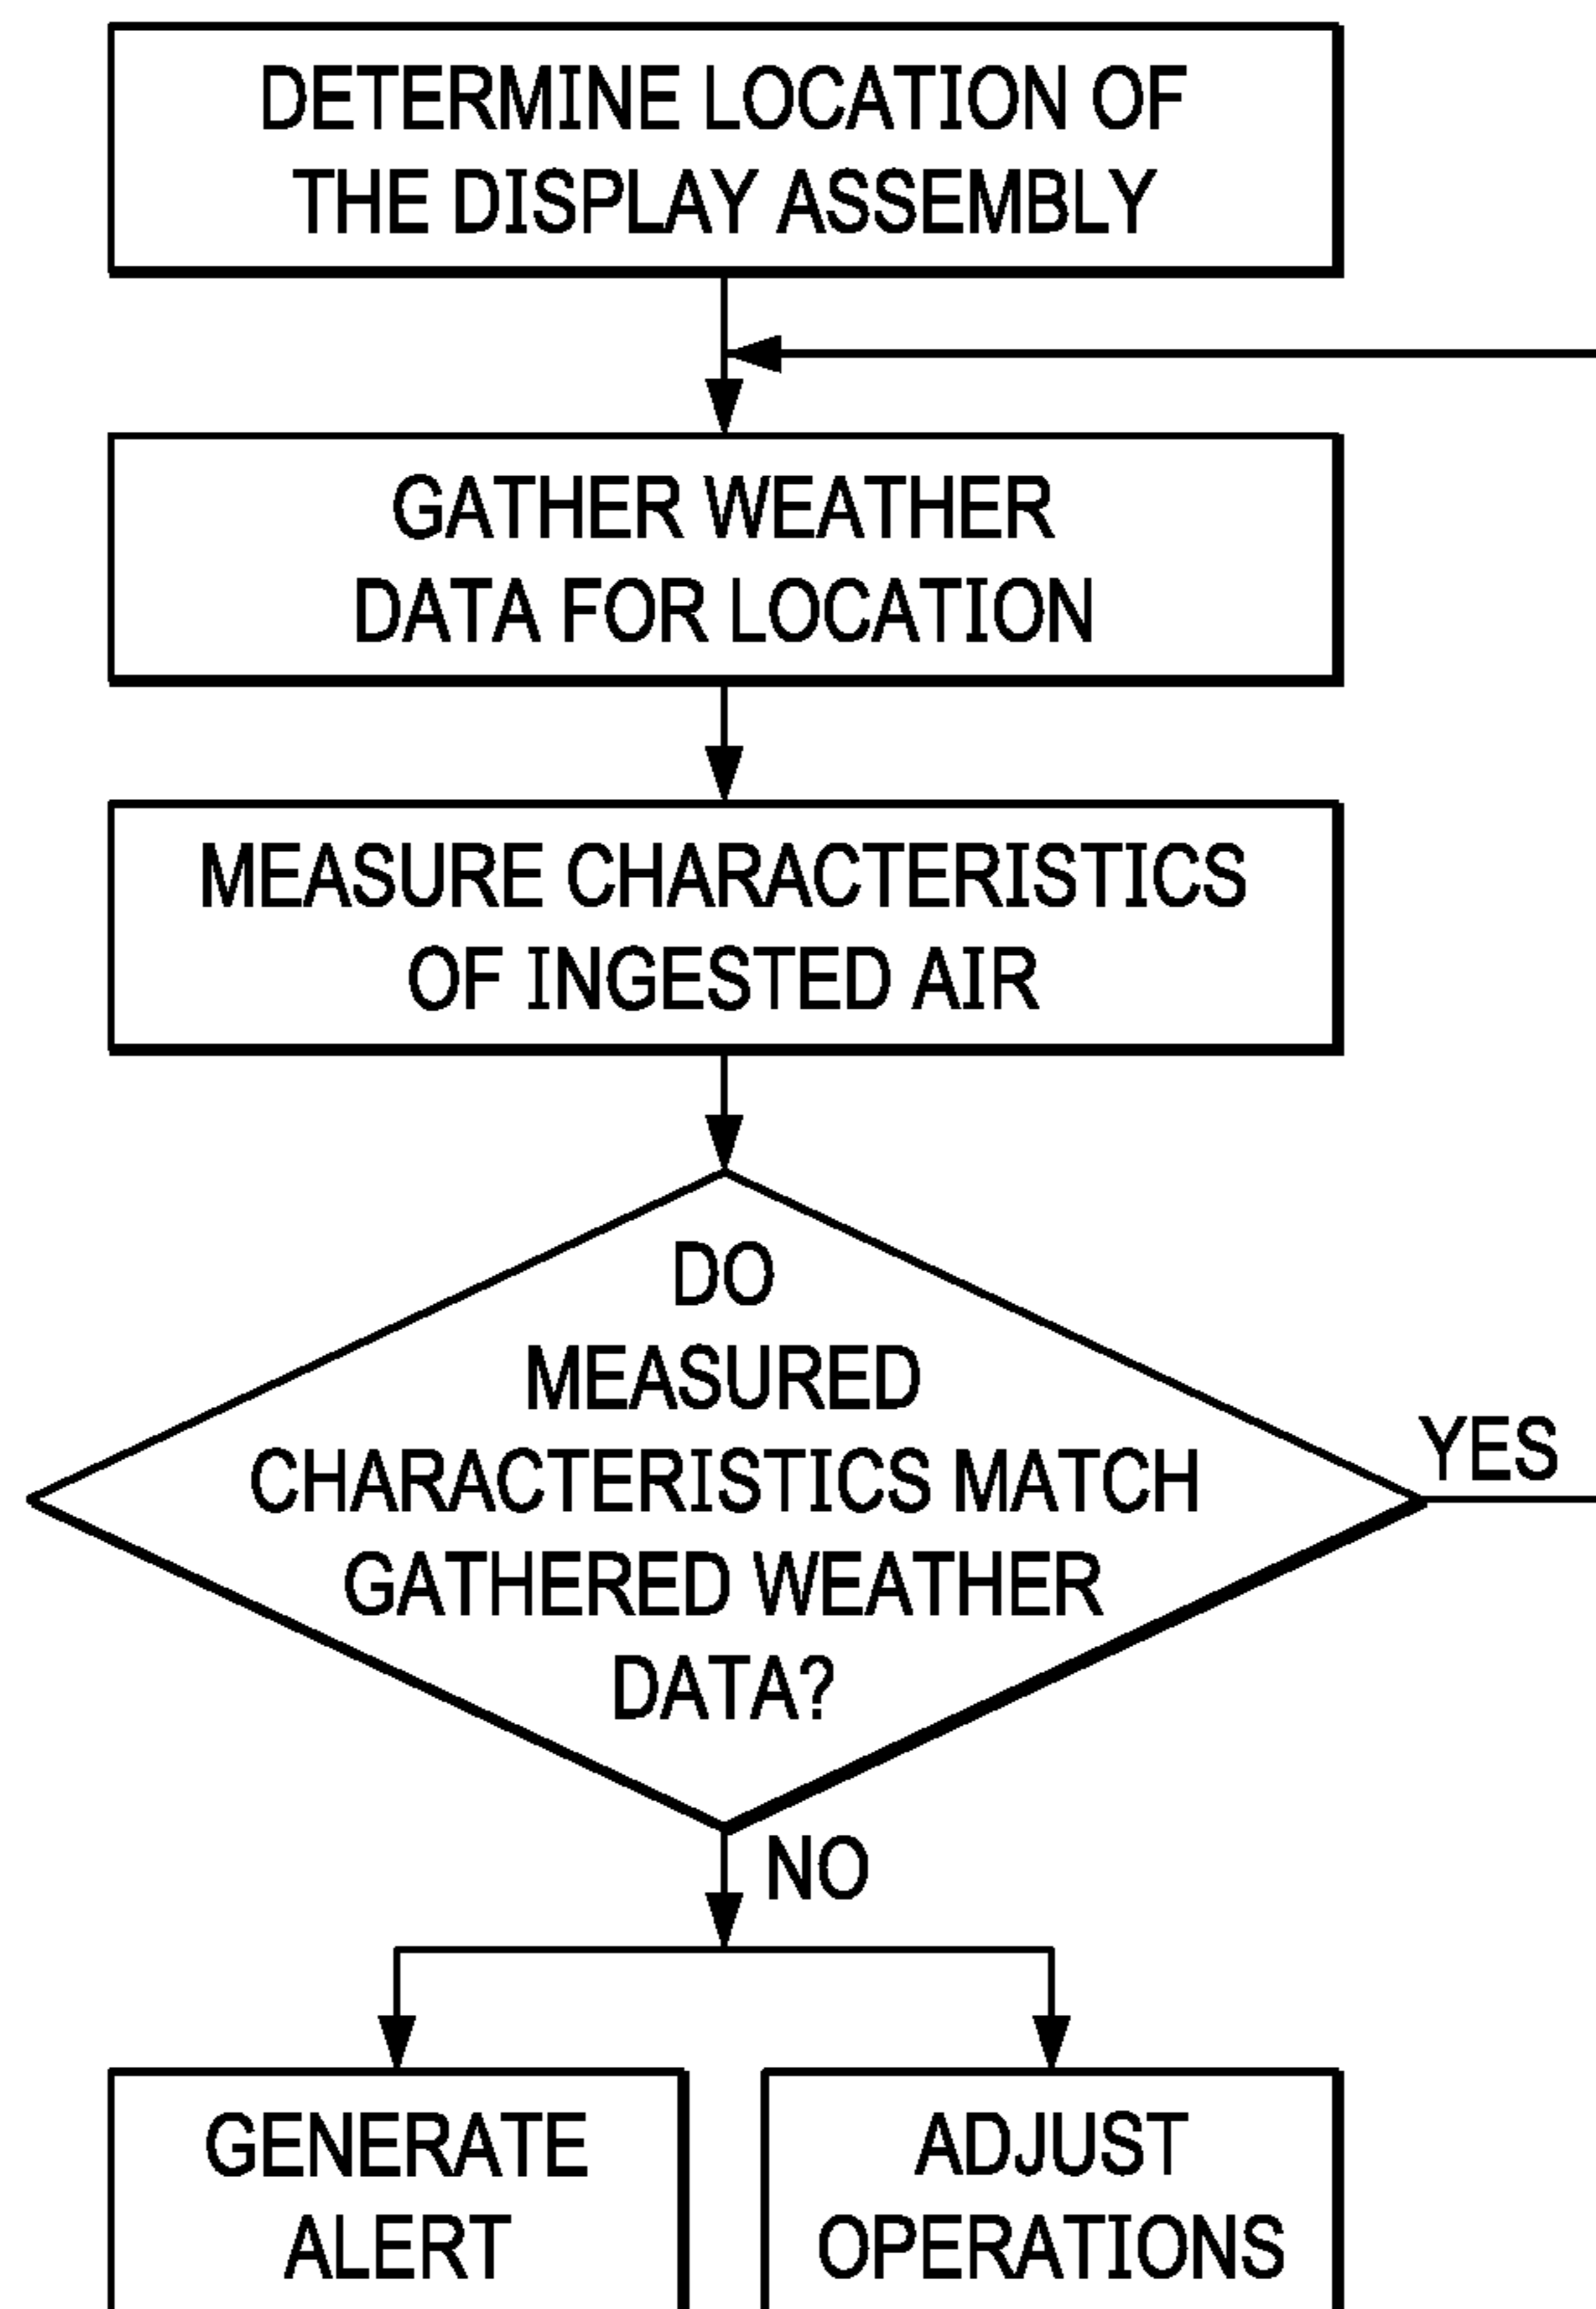 DETERMINE LOCATION OF
THE DISPLAY ASSEMBLY
GATHER WEATHER
DATA FOR LOCATION
MEASURE CHARACTERISTICS
OF INGESTED AIR
DO
MEASURED
CHARACTERISTICS MATCH
GATHERED WEATHER
DATA?
YES
NO
GENERATE
ALERT
ADJUST
OPERATIONS